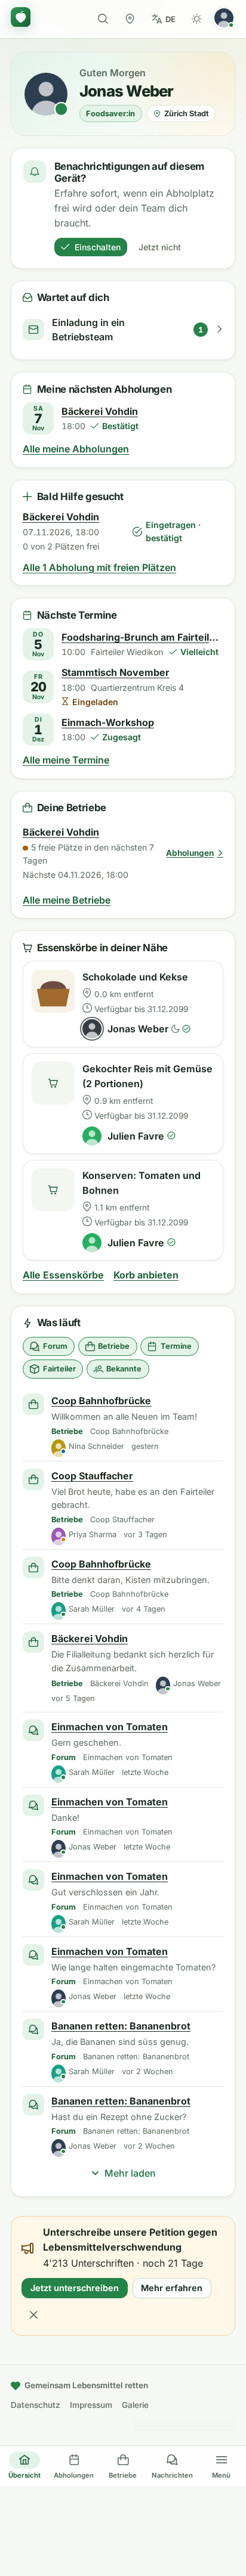 DE
Guten Morgen
Jonas Weber
Foodsaver:in
Zürich Stadt
Benachrichtigungen auf diesem
Gerät?
Erfahre sofort, wenn ein Abholplatz
frei wird oder dein Team dich
braucht.
Einschalten Jetzt nicht
Wartet auf dich
Einladung in ein
Betriebsteam
1
Meine nächsten Abholungen
SA
7
Nov
Bäckerei Vohdin
18:00 Bestätigt
Alle meine Abholungen
Bald Hilfe gesucht
Bäckerei Vohdin
07.11.2026, 18:00
0 von 2 Plätzen frei
Eingetragen ·
bestätigt
Alle 1 Abholung mit freien Plätzen
Nächste Termine
DO
5
Nov
Foodsharing-Brunch am Fairteil...
18:00 Fairteiler Wiedikon Vielleicht
FR
20
Nov
Stammtisch November
18:00 Quartierzentrum Kreis 4
Eingeladen
DI
1
Dez
Einmach-Workshop
18:00 Zugesagt
Alle meine Termine
Deine Betriebe
Bäckerei Vohdin
5 freie Plätze in den nächsten 7
Tagen
Nächste 04.11.2026, 18:00
Abholungen
Alle meine Betriebe
Essenskörbe in deiner Nähe
Schokolade und Kekse
0.0 km entfernt
Verfügbar bis 31.12.2099
Jonas Weber
Gekochter Reis mit Gemüse
(2 Portionen)
0.9 km entfernt
Verfügbar bis 31.12.2099
Julien Favre
Konserven: Tomaten und
Bohnen
1.1 km entfernt
Verfügbar bis 31.12.2099
Julien Favre
Alle Essenskörbe Korb anbieten
Was läuft
Forum Betriebe Termine
Fairteiler Bekannte
Coop Bahnhofbrücke
Willkommen an alle Neuen im Team!
Betriebe Coop Bahnhofbrücke
Nina Schneider gestern
Coop Stauffacher
Viel Brot heute, habe es an den Fairteiler
gebracht.
Betriebe Coop Stauffacher
Priya Sharma vor 3 Tagen
Coop Bahnhofbrücke
Bitte denkt daran, Kisten mitzubringen.
Betriebe Coop Bahnhofbrücke
Sarah Müller vor 4 Tagen
Bäckerei Vohdin
Die Filialleitung bedankt sich herzlich für
die Zusammenarbeit.
Betriebe Bäckerei Vohdin Jonas Weber
vor 5 Tagen
Einmachen von Tomaten
Gern geschehen.
Forum Einmachen von Tomaten
Sarah Müller letzte Woche
Einmachen von Tomaten
Danke!
Forum Einmachen von Tomaten
Jonas Weber letzte Woche
Einmachen von Tomaten
Gut verschlossen ein Jahr.
Forum Einmachen von Tomaten
Sarah Müller letzte Woche
Einmachen von Tomaten
Wie lange halten eingemachte Tomaten?
Forum Einmachen von Tomaten
Jonas Weber letzte Woche
Bananen retten: Bananenbrot
Ja, die Bananen sind süss genug.
Forum Bananen retten: Bananenbrot
Sarah Müller vor 2 Wochen
Bananen retten: Bananenbrot
Hast du ein Rezept ohne Zucker?
Forum Bananen retten: Bananenbrot
Jonas Weber vor 2 Wochen
Mehr laden
Unterschreibe unsere Petition gegen
Lebensmittelverschwendung
4'213 Unterschriften · noch 21 Tage
Jetzt unterschreiben Mehr erfahren
Gemeinsam Lebensmittel retten
Datenschutz Impressum Galerie
Übersicht Abholungen Betriebe Nachrichten Menü